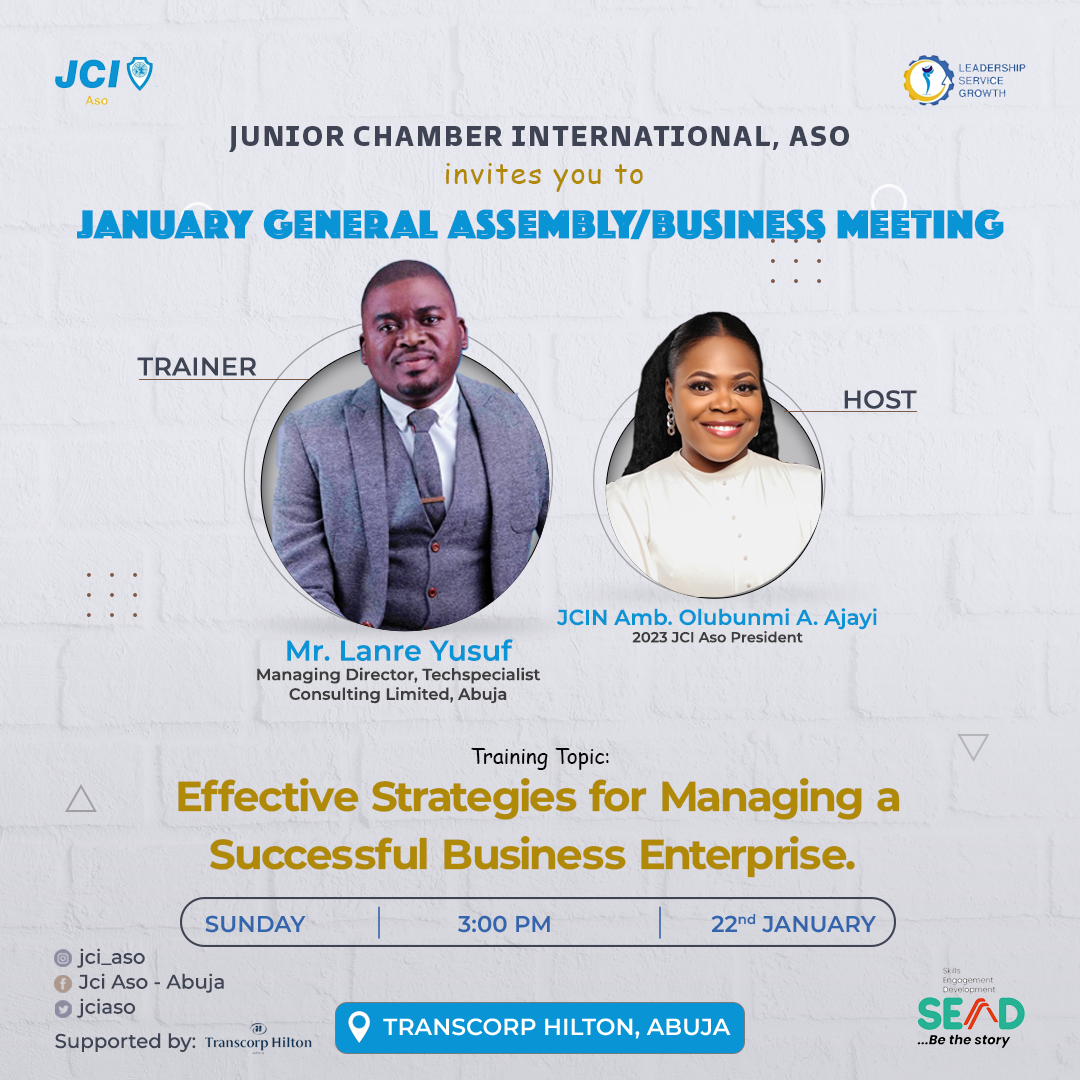 JCI
Aso
LEADERSHIP
SERVICE
GROWTH
JUNIOR CHAMBER INTERNATIONAL, ASO
invites you to
JANUARY GENERAL ASSEMBLY/BUSINESS MEETING
TRAINER
HOST
JCIN Amb. Olubunmi A. Ajayi
2023 JCI Aso President
Mr. Lanre Yusuf
Managing Director, Techspecialist
Consulting Limited, Abuja
Training Topic:
Effective Strategies for Managing a
Successful Business Enterprise.
SUNDAY 3:00 PM 22nd JANUARY
jci_aso
Jci Aso - Abuja
jciaso
Supported by: Transcorp Hilton
TRANSCORP HILTON, ABUJA
Skills
Engagement
Development
SEAD
...Be the story